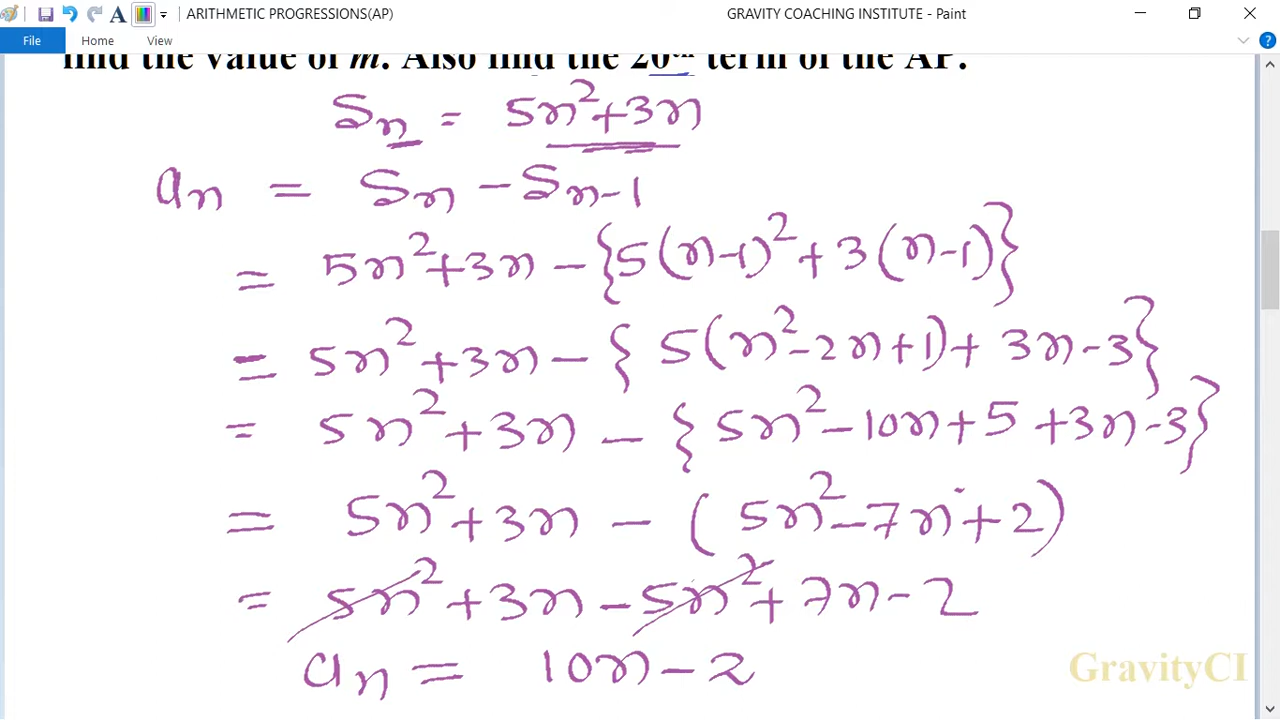 ARITHMETIC PROGRESSIONS(AP) GRAVITY COACHING INSTITUTE - Paint
File Home View
find the value of m. Also find the 20th term of the AP.
Sn = 5n²+3n
an = Sn - Sn-1
= 5n²+3n - {5(n-1)² + 3(n-1)}
= 5n²+3n - {5(n²-2n+1)+ 3n-3}
= 5n²+3n - {5n²-10n+5+3n-3}
= 5n²+3n - (5n²-7n+2)
= 5n²+3n-5n²+7n-2
an = 10n-2
GravityCI